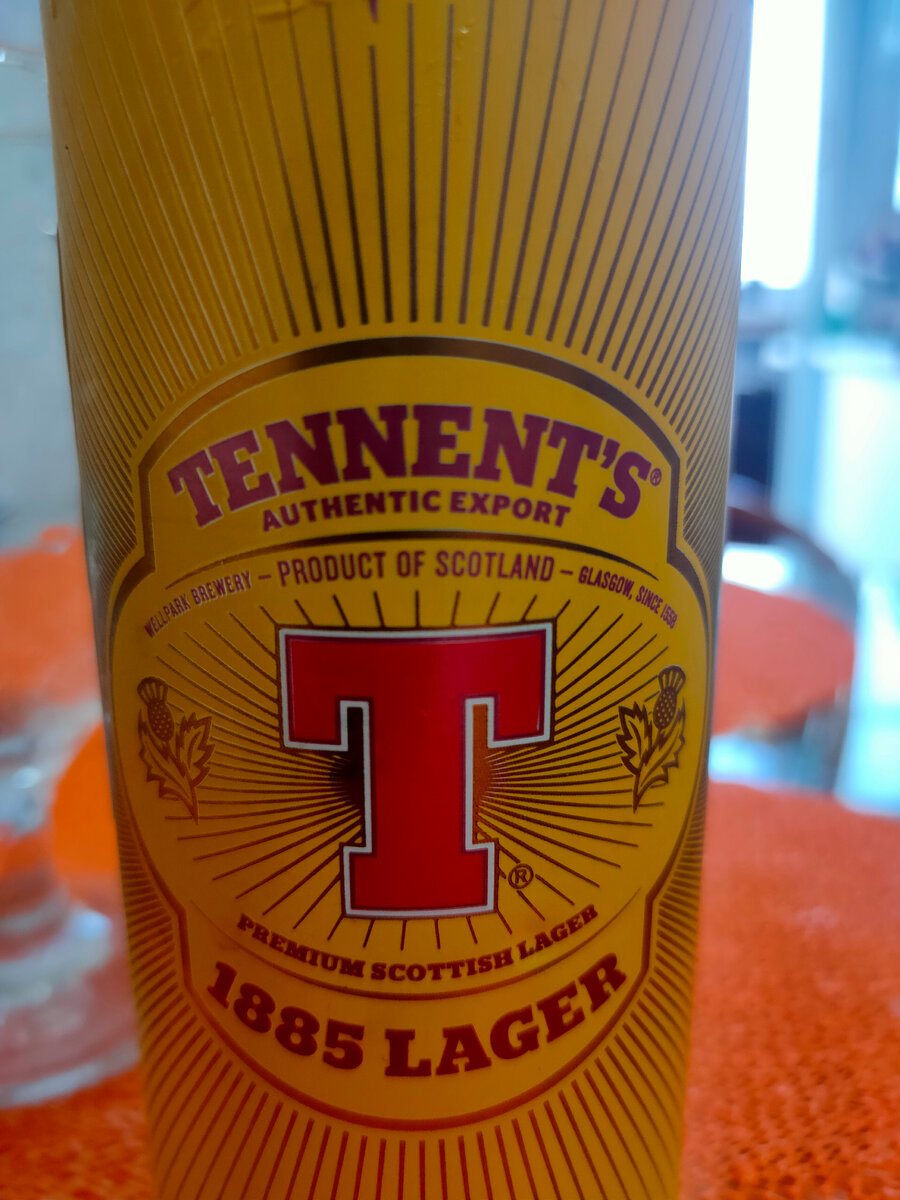 TENNENT'S®
AUTHENTIC EXPORT
WELLPARK BREWERY – PRODUCT OF SCOTLAND – GLASGOW, SINCE 1556
T®
PREMIUM SCOTTISH LAGER
1885 LAGER